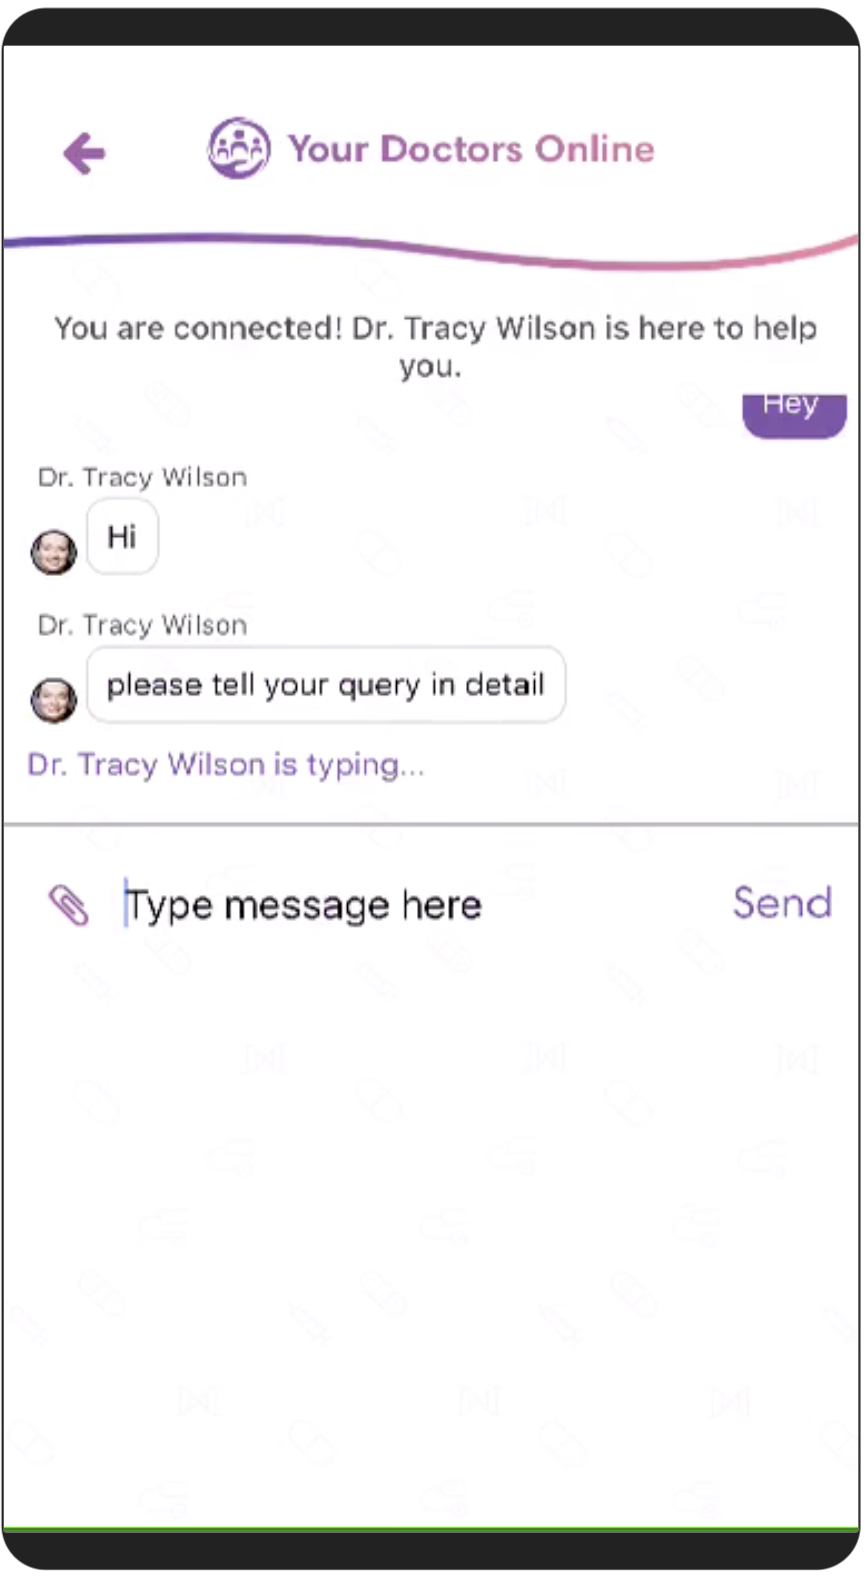 Your Doctors Online
You are connected! Dr. Tracy Wilson is here to help
you.
Hey
Dr. Tracy Wilson
Hi
Dr. Tracy Wilson
please tell your query in detail
Dr. Tracy Wilson is typing...
Type message here
Send